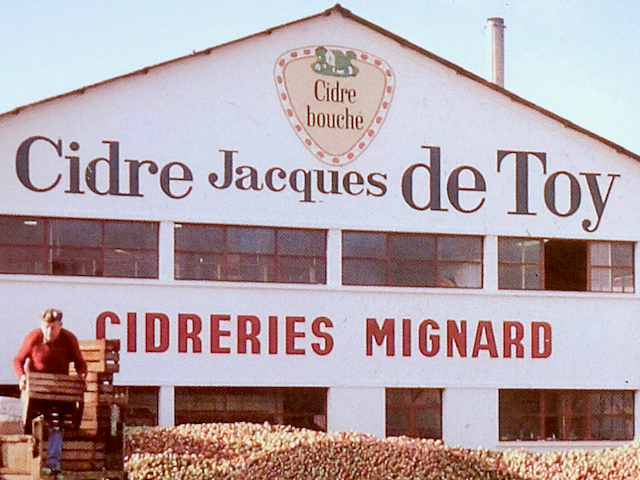 Cidre
bouché
Cidre Jacques de Toy
CIDRERIES MIGNARD